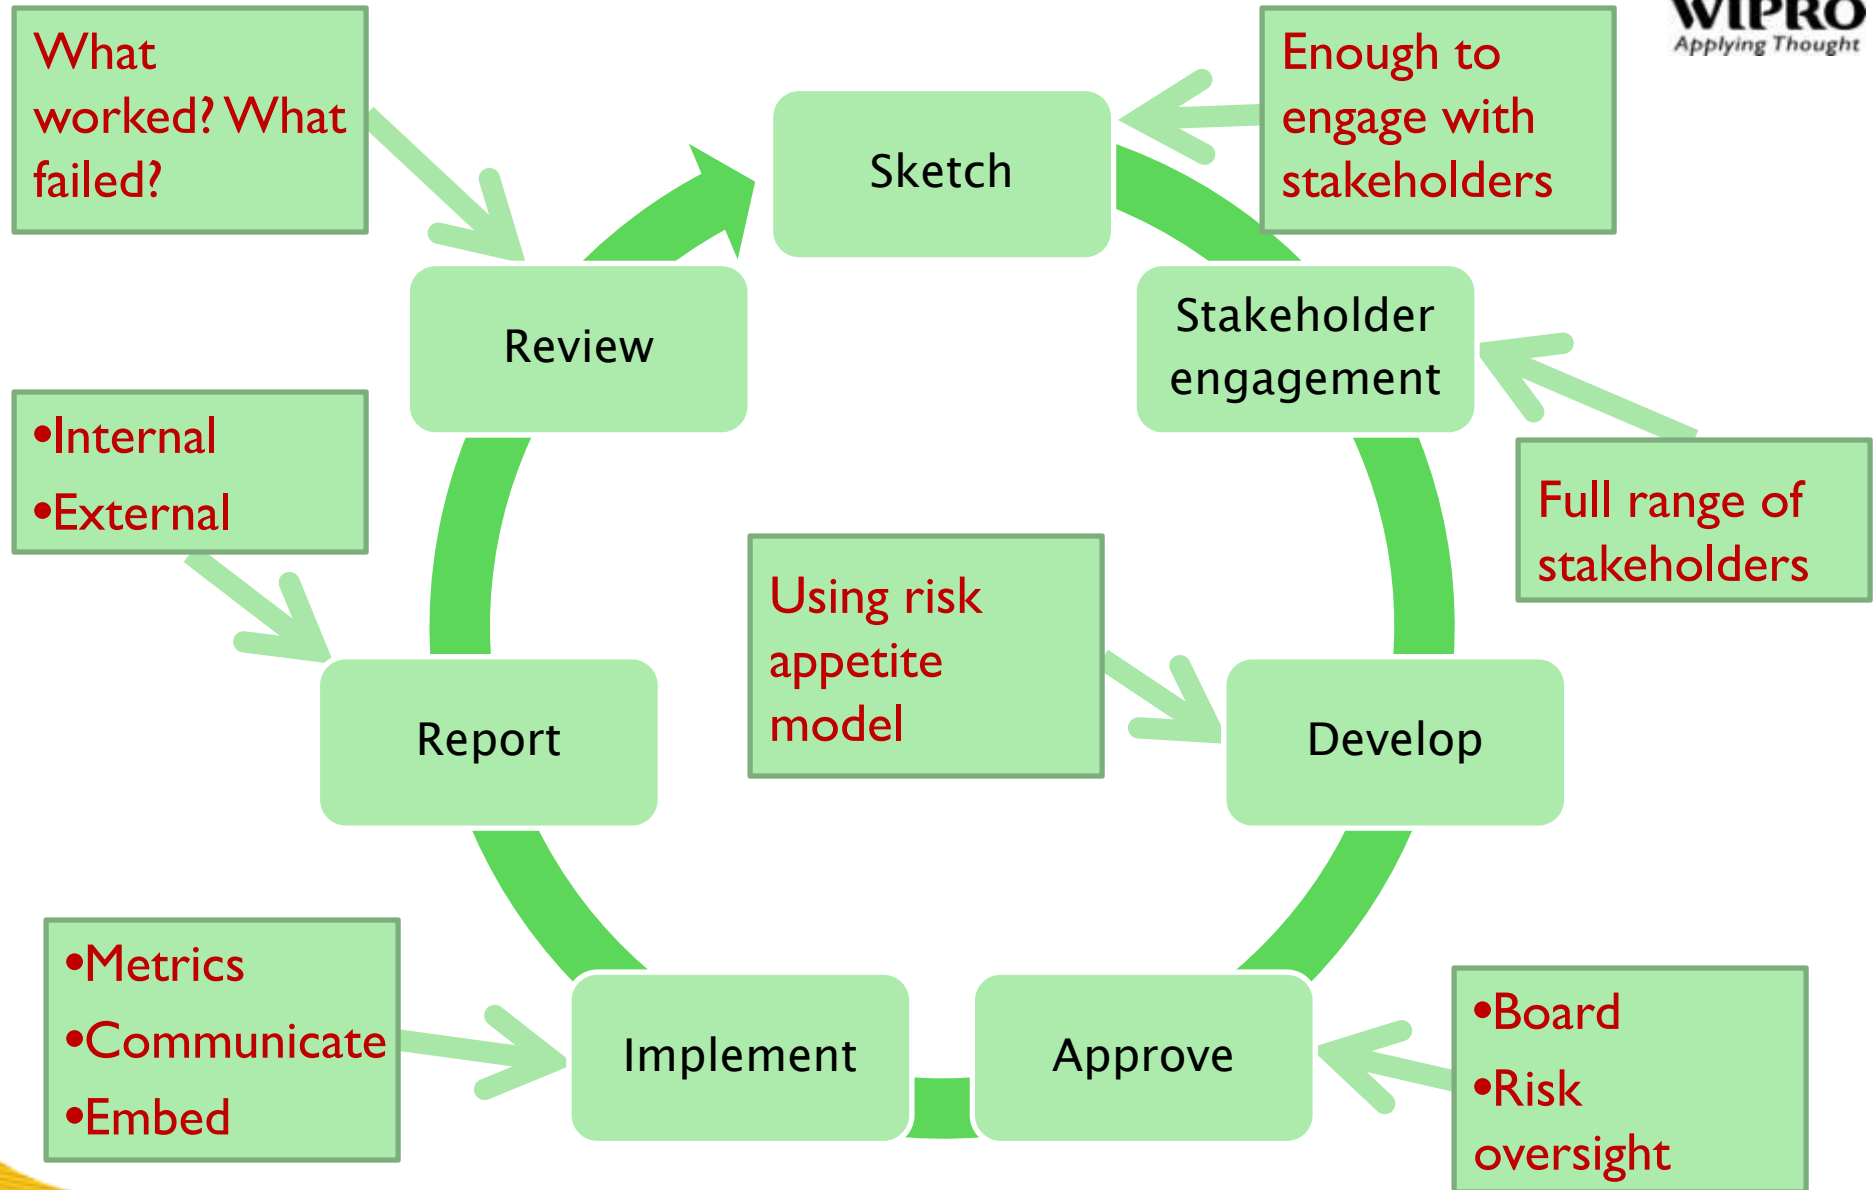 WIPRO
Applying Thought
What
worked? What
failed?
Sketch
Enough to
engage with
stakeholders
Review
Stakeholder
engagement
•Internal
•External
Full range of
stakeholders
Using risk
appetite
model
Report
Develop
•Metrics
•Communicate
•Embed
Implement
Approve
•Board
•Risk
oversight